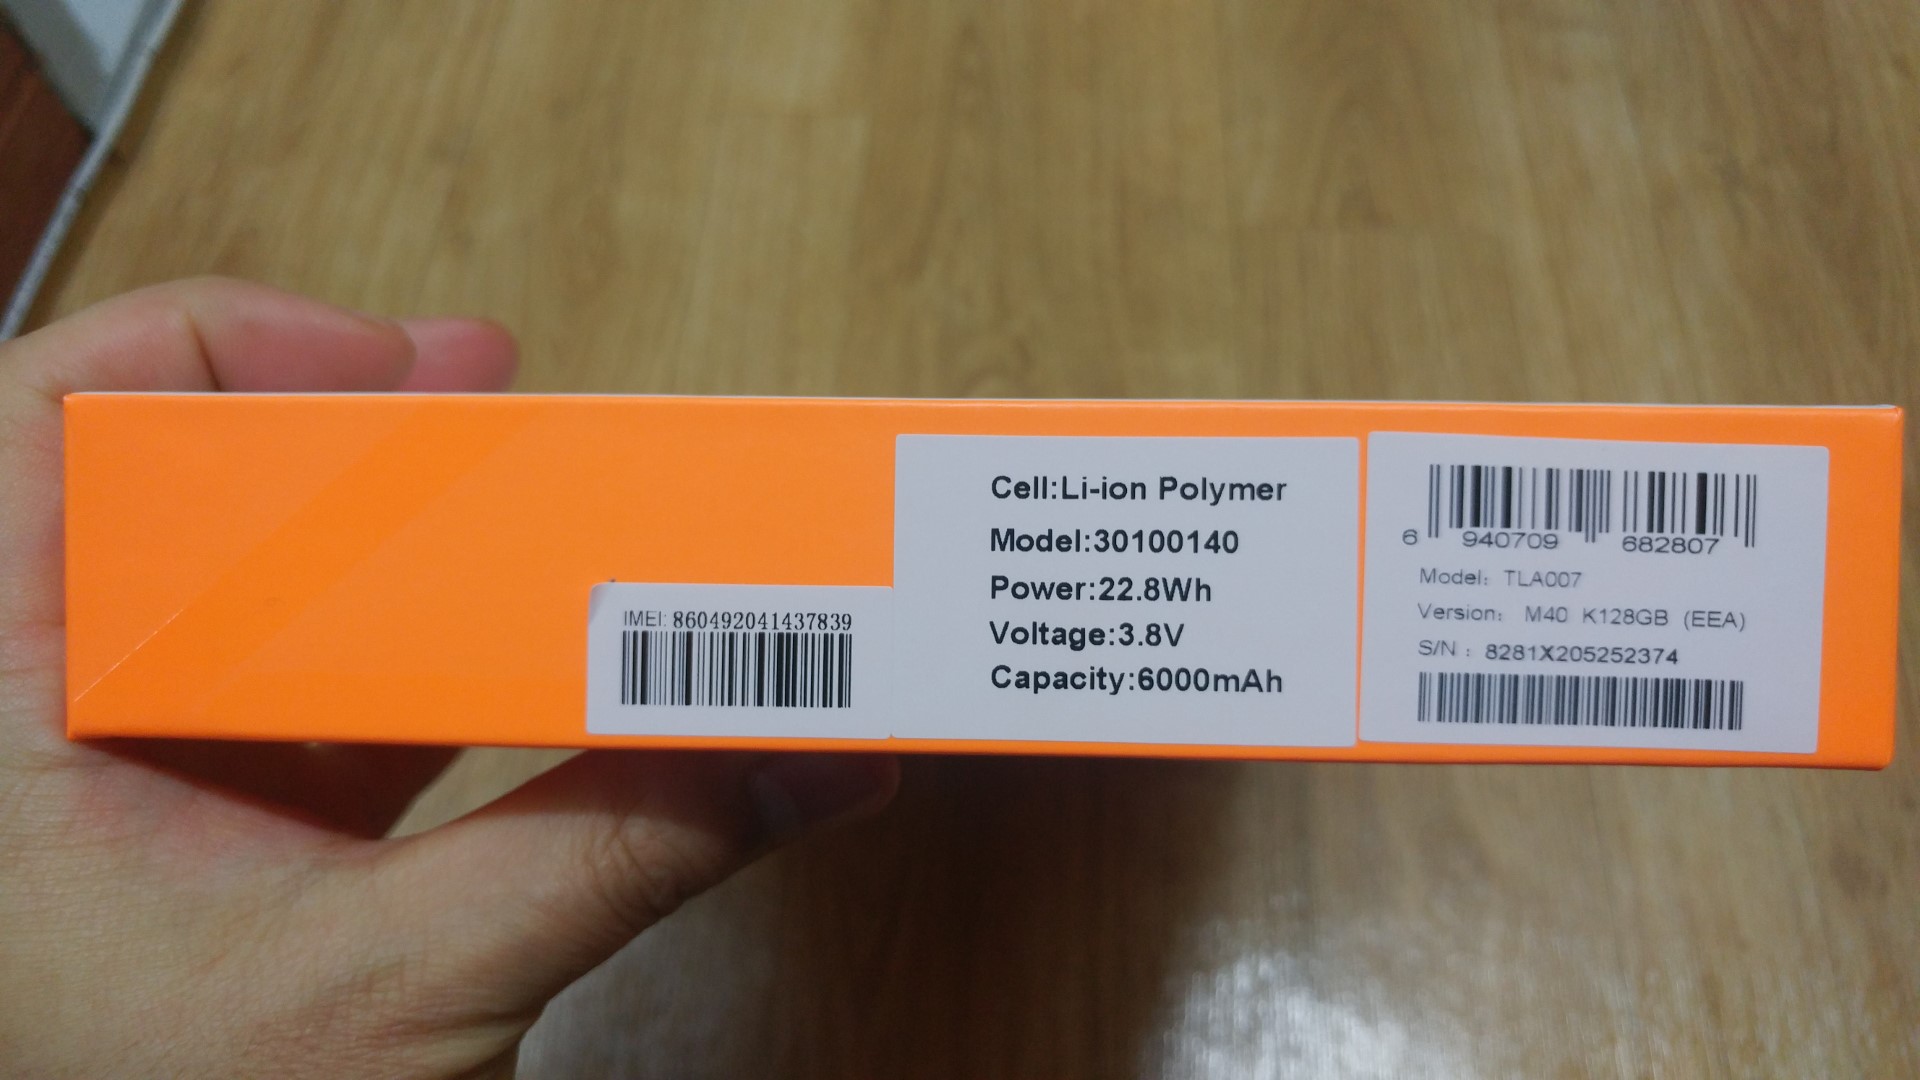 IMEI: 860492041437839
Cell:Li-ion Polymer
Model:30100140
Power:22.8Wh
Voltage:3.8V
Capacity:6000mAh
6 940709 682807
Model: TLA007
Version: M40 K128GB (EEA)
S/N : 8281X205252374